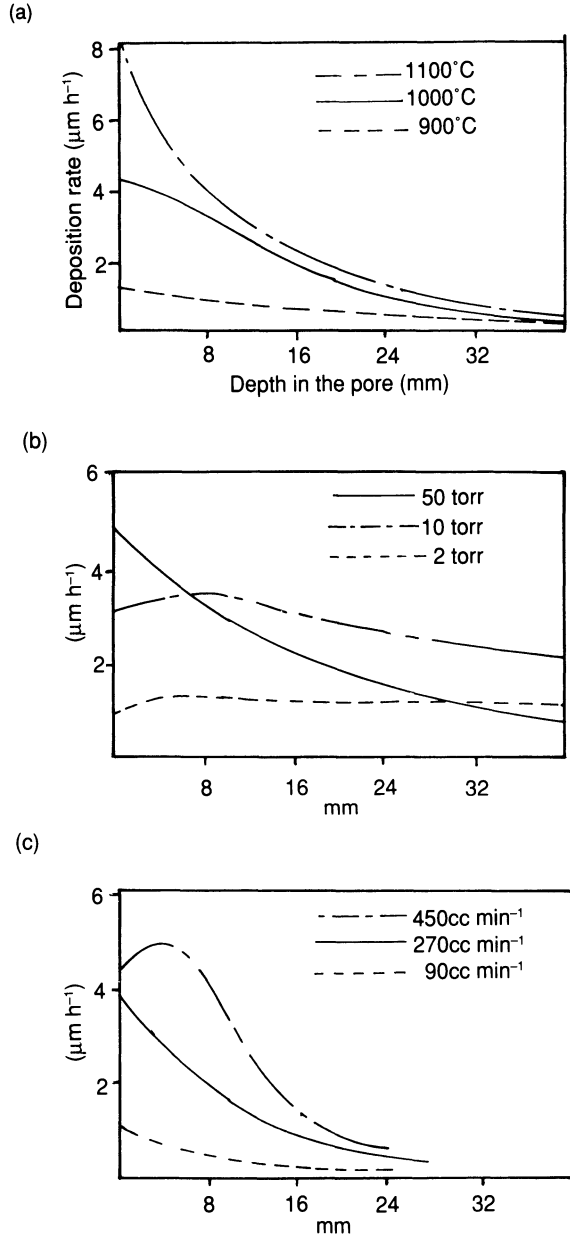 (a)
8
6
4
2
Deposition rate (μm h⁻¹)
1100°C
1000°C
900°C
8 16 24 32
Depth in the pore (mm)
(b)
6
4
2
(μm h⁻¹)
50 torr
10 torr
2 torr
8 16 24 32
mm
(c)
6
4
2
(μm h⁻¹)
450cc min⁻¹
270cc min⁻¹
90cc min⁻¹
8 16 24 32
mm